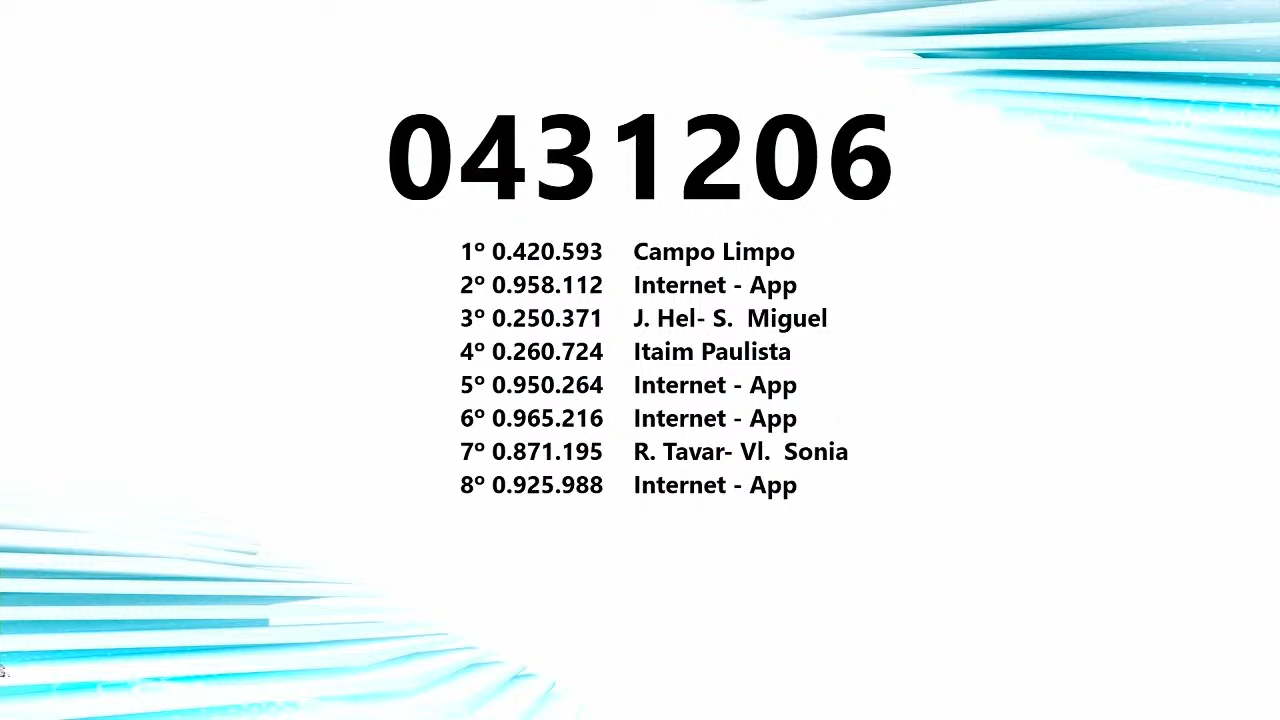 0431206
1º 0.420.593 Campo Limpo
2º 0.958.112 Internet - App
3º 0.250.371 J. Hel- S. Miguel
4º 0.260.724 Itaim Paulista
5º 0.950.264 Internet - App
6º 0.965.216 Internet - App
7º 0.871.195 R. Tavar- Vl. Sonia
8º 0.925.988 Internet - App